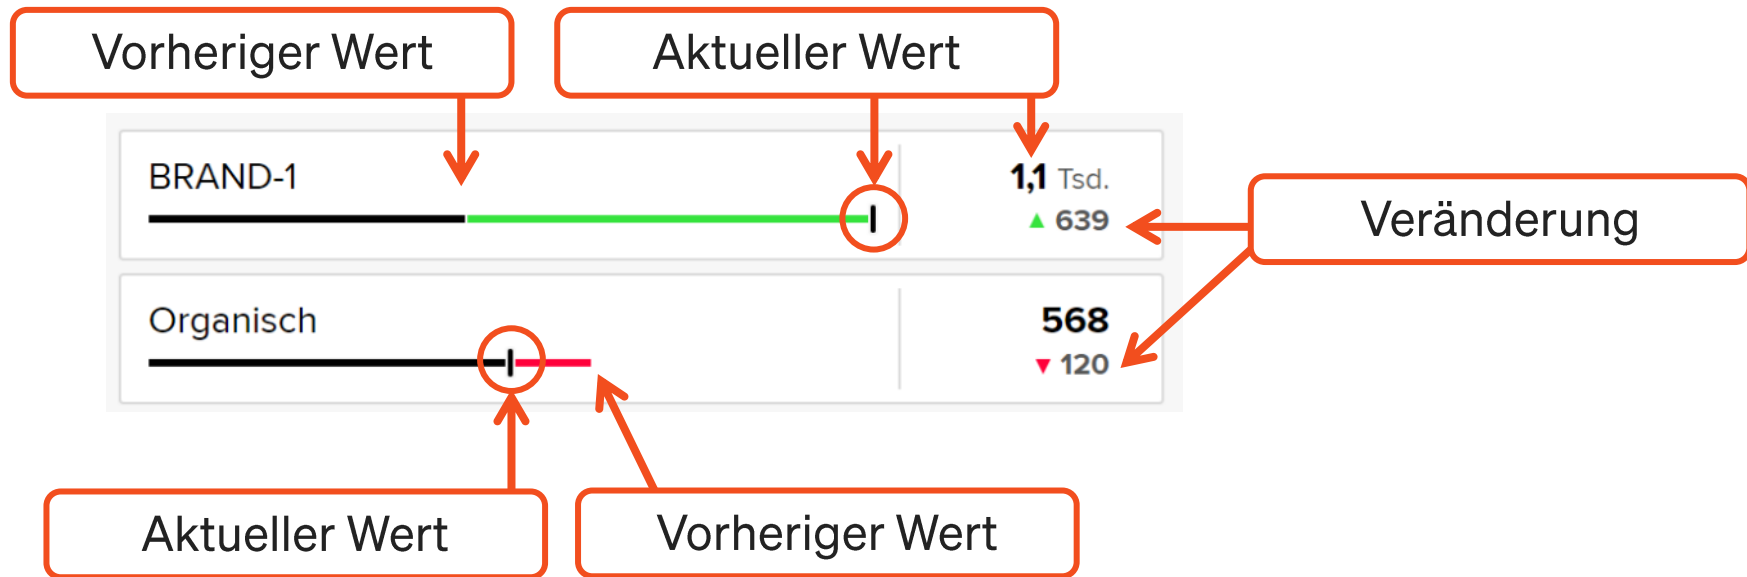 Vorheriger Wert
Aktueller Wert
BRAND-1
1,1 Tsd.
▲ 639
Veränderung
Organisch
568
▼ 120
Aktueller Wert
Vorheriger Wert